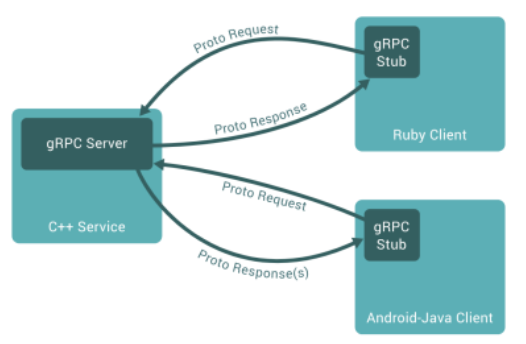 Proto Request
gRPC
Stub
Proto Response
Ruby Client
gRPC Server
C++ Service
Proto Request
gRPC
Stub
Proto Response(s)
Android-Java Client